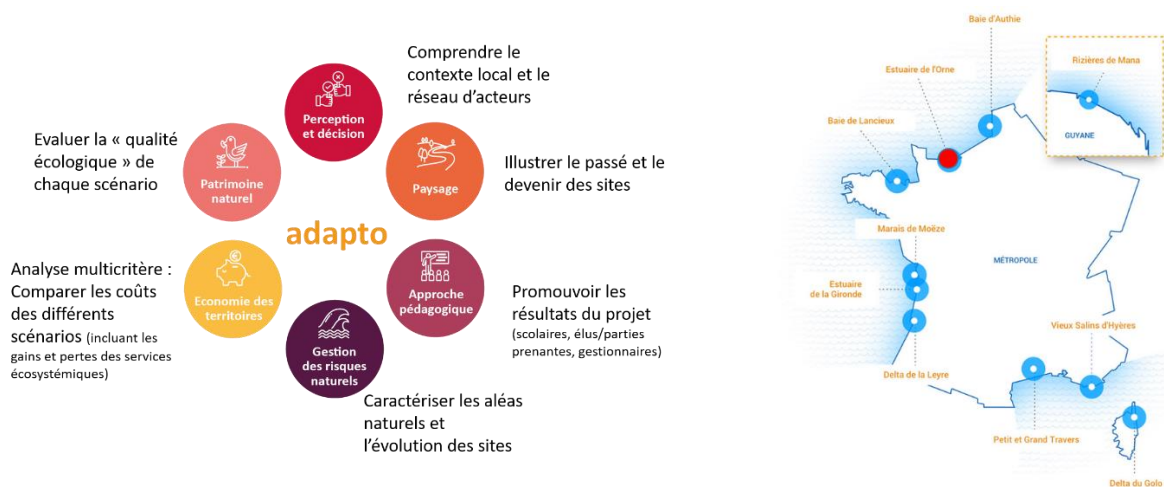 Comprendre le
contexte local et le
réseau d’acteurs
Perception
et décision
Evaluer la « qualité
écologique » de
chaque scénario
Patrimoine
naturel
Paysage
Illustrer le passé et le
devenir des sites
adapto
Analyse multicritère :
Comparer les coûts
des différents
scénarios (incluant les
gains et pertes des services
écosystémiques)
Economie des
territoires
Approche
pédagogique
Promouvoir les
résultats du projet
(scolaires, élus/parties
prenantes, gestionnaires)
Gestion
des risques
naturels
Caractériser les aléas
naturels et
l’évolution des sites
Baie d'Authie
Estuaire de l'Orne
Rizières de Mana
Baie de Lancieux
GUYANE
Marais de Moëze
MÉTROPOLE
Estuaire
de la Gironde
Vieux Salins d'Hyères
Delta de la Leyre
Petit et Grand Travers
Delta du Golo